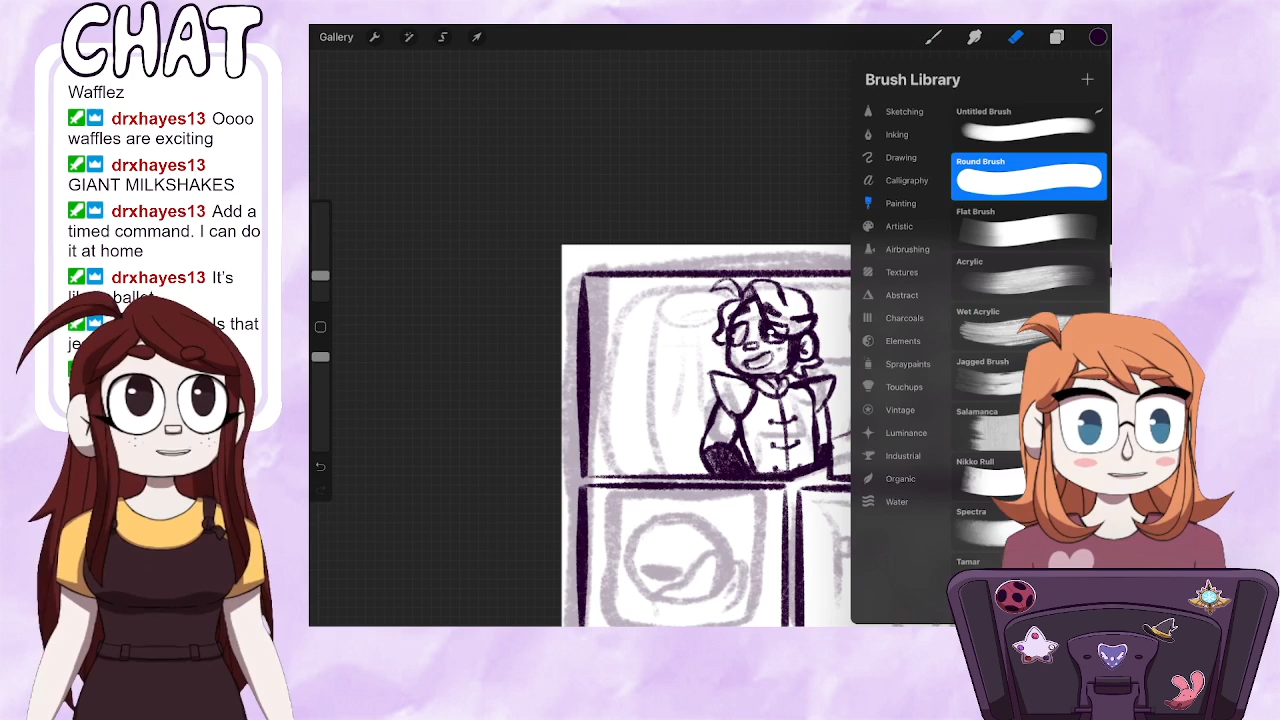 CHAT
Wafflez
drxhayes13 Oooo
waffles are exciting
drxhayes13
GIANT MILKSHAKES
drxhayes13 Add a
timed command. I can do
it at home
drxhayes13 It's
s that
Gallery
Brush Library
Sketching
Inking
Drawing
Calligraphy
Painting
Artistic
Airbrushing
Textures
Abstract
Charcoals
Elements
Spraypaints
Touchups
Vintage
Luminance
Industrial
Organic
Water
Untitled Brush
Round Brush
Flat Brush
Acrylic
Wet Acrylic
Jagged Brush
Salamanca
Nikko Rull
Spectra
Tamar